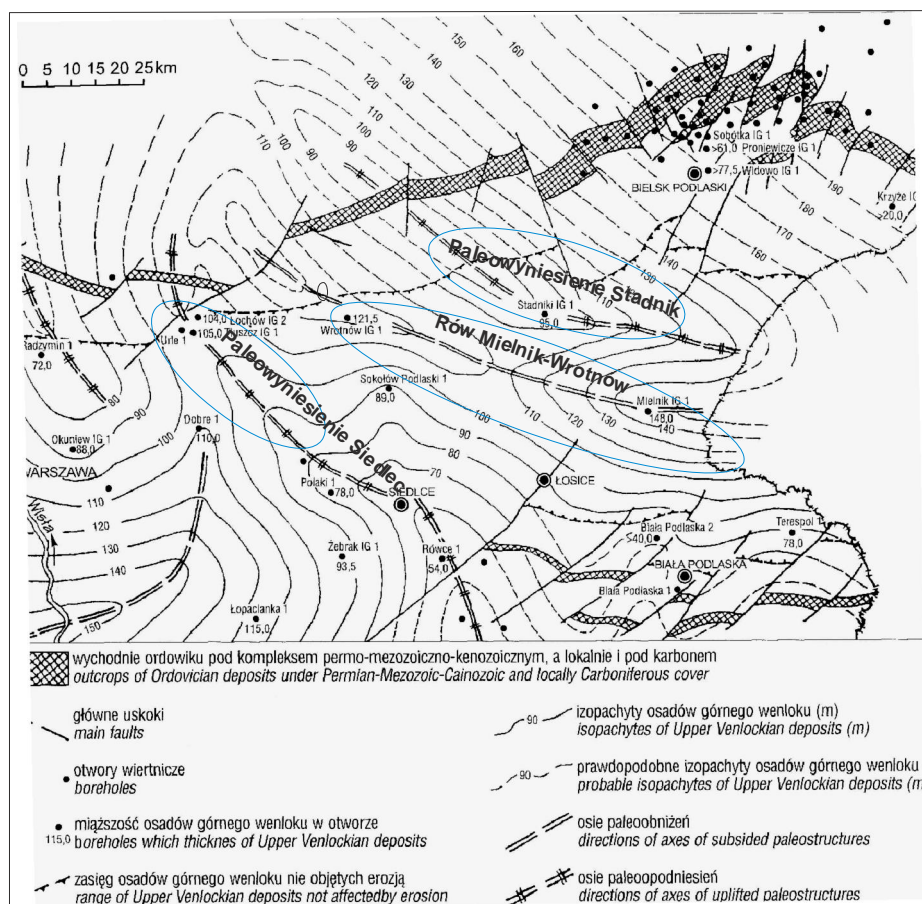 150
160
140
120
130
110
100
90
110
100
90
90
0 5 10 15 20 25 km
Sobótka IG 1
>61,0 Proniewicze IG 1
>77,5 Widowo IG 1
BIELSK PODLASKI
190
180
170
160
Krzyże IG
>20,0
Paleowyniesienie Stadnik
130
140
110
Stadniki IG 1
95,0
104,0 Łochów IG 2
105,0 Tłuszcz IG 1
Urle 1
121,5
Wrotnów IG 1
Rów Mielnik-Wrotnów
Paleowyniesienie Siedlec
Radzymin 1
72,0
80
90
100
Sokołów Podlaski 1
89,0
Mielnik IG 1
148,0
140
100
110
120
130
90
80
70
Dobre 1
110,0
Okuniew IG 1
88,0
WARSZAWA
110
120
130
140
150
Wisła
Polaki 1
78,0
SIEDLCE
ŁOSICE
Biała Podlaska 2
>40,0
Terespol 1
78,0
BIAŁA PODLASKA
Biała Podlaska 1
Żebrak IG 1
93,5
Rówce 1
54,0
Łopacianka 1
115,0
wychodnie ordowiku pod kompleksem permo-mezozoiczno-kenozoicznym, a lokalnie i pod karbonem
outcrops of Ordovician deposits under Permian-Mezozoic-Cainozoic and locally Carboniferous cover
główne uskoki
main faults
otwory wiertnicze
boreholes
miąższość osadów górnego wenloku w otworze
115,0 boreholes which thicknes of Upper Venlockian deposits
zasięg osadów górnego wenloku nie objętych erozją
range of Upper Venlockian deposits not affectedby erosion
90 izopachyty osadów górnego wenloku (m)
isopachytes of Upper Venlockian deposits (m)
90 prawdopodobne izopachyty osadów górnego wenloku
probable isopachytes of Upper Venlockian deposits (m
osie paleoobniżeń
directions of axes of subsided paleostructures
osie paleopodniesień
directions of axes of uplifted paleostructures